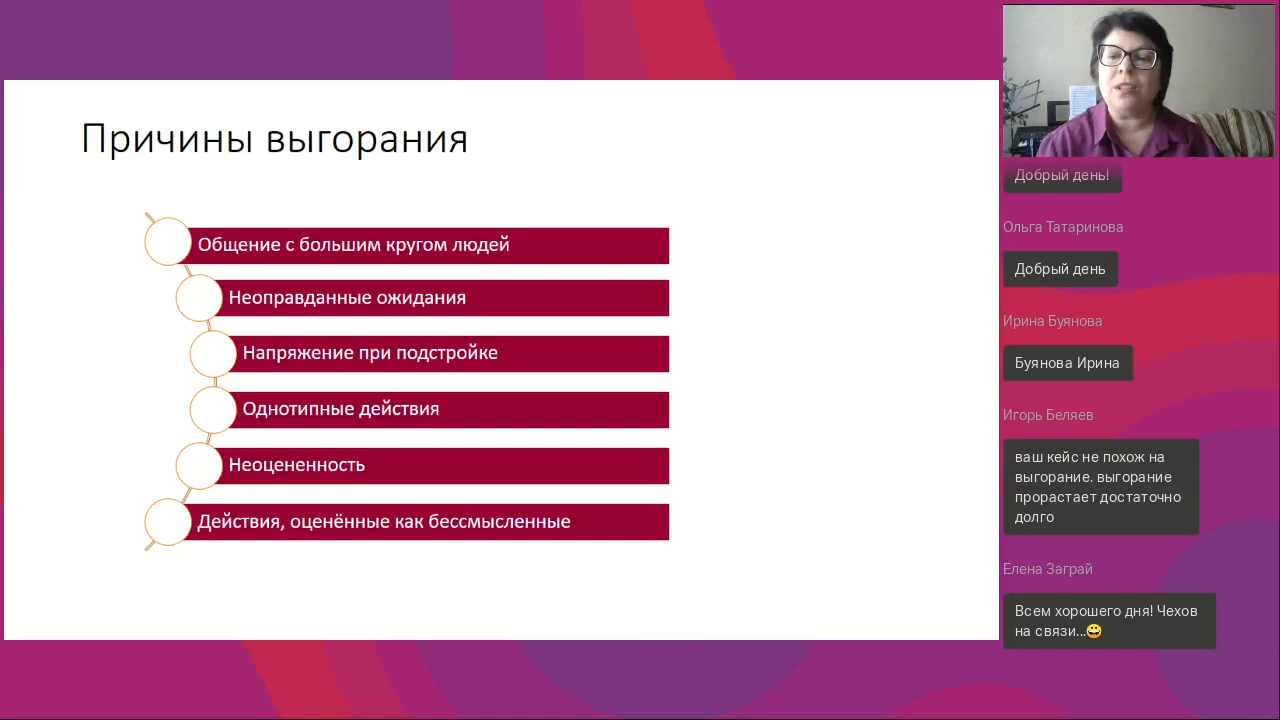 Причины выгорания
Общение с большим кругом людей
Неоправданные ожидания
Напряжение при подстройке
Однотипные действия
Неоцененность
Действия, оценённые как бессмысленные
Добрый день!
Ольга Татаринова
Добрый день
Ирина Буянова
Буянова Ирина
Игорь Беляев
ваш кейс не похож на
выгорание. выгорание
прорастает достаточно
долго
Елена Заграй
Всем хорошего дня! Чехов
на связи...😀